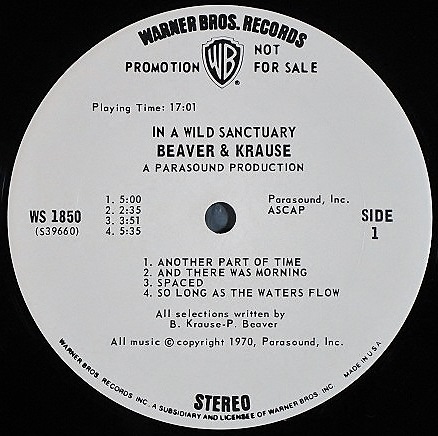 WARNER BROS. RECORDS
PROMOTION WB NOT FOR SALE
Playing Time: 17:01
IN A WILD SANCTUARY
BEAVER & KRAUSE
A PARASOUND PRODUCTION
WS 1850
(S39660)
1. 5:00
2. 2:35
3. 3:51
4. 5:35
Parasound, Inc.
ASCAP
SIDE
1
1. ANOTHER PART OF TIME
2. AND THERE WAS MORNING
3. SPACED
4. SO LONG AS THE WATERS FLOW
All selections written by
B. Krause-P. Beaver
All music © copyright 1970, Parasound, Inc.
STEREO
WARNER BROS. RECORDS INC. A SUBSIDIARY AND LICENSEE OF WARNER BROS. INC. MADE IN U.S.A.